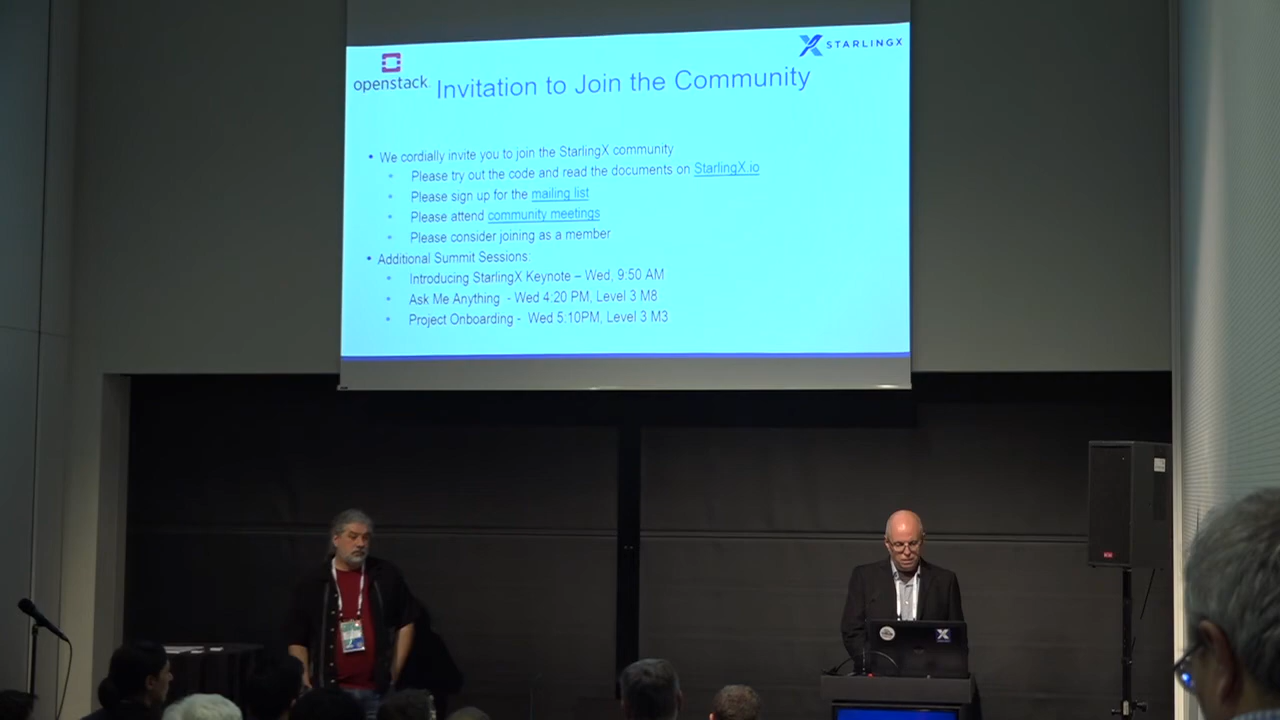 openstack.
STARLINGX
Invitation to Join the Community
• We cordially invite you to join the StarlingX community
• Please try out the code and read the documents on StarlingX.io
• Please sign up for the mailing list
• Please attend community meetings
• Please consider joining as a member
• Additional Summit Sessions:
• Introducing StarlingX Keynote – Wed, 9:50 AM
• Ask Me Anything - Wed 4:20 PM, Level 3 M8
• Project Onboarding - Wed 5:10PM, Level 3 M3